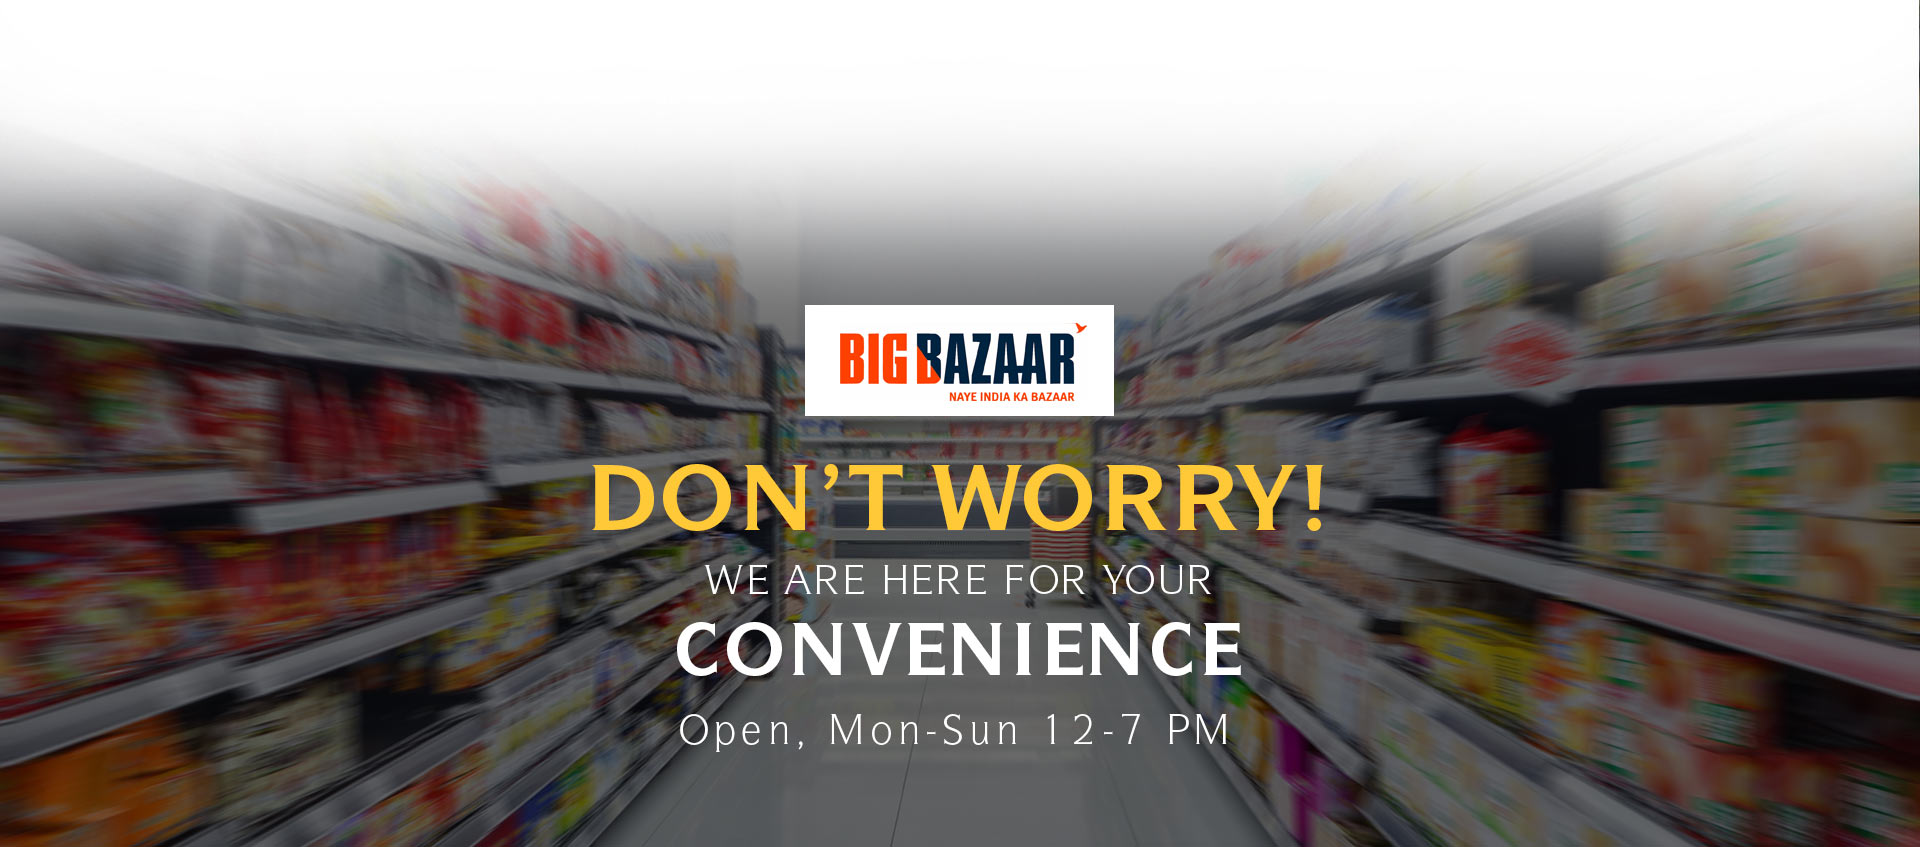 BIG BAZAAR
NAYE INDIA KA BAZAAR
DON’T WORRY!
WE ARE HERE FOR YOUR
CONVENIENCE
Open, Mon-Sun 12-7 PM